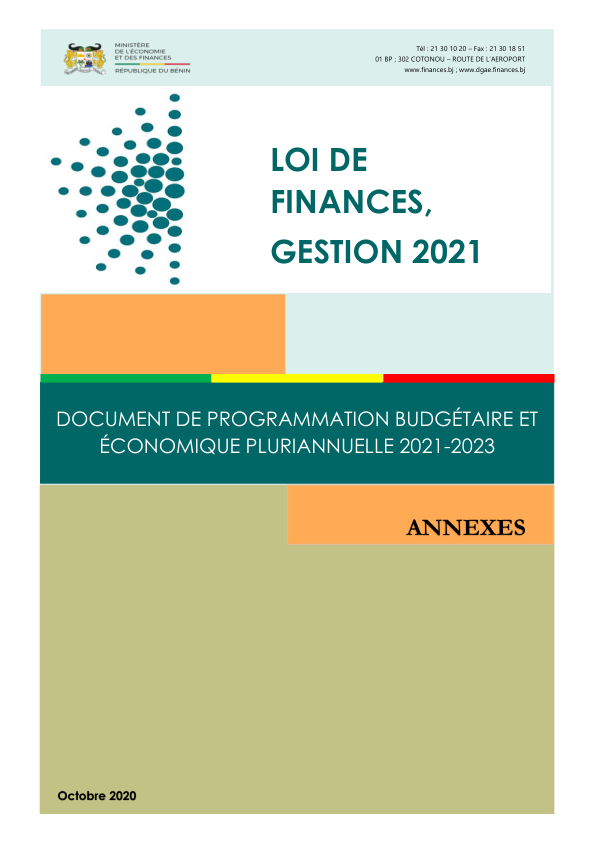 MINISTÈRE
DE L'ÉCONOMIE
ET DES FINANCES
RÉPUBLIQUE DU BÉNIN
Tél : 21 30 10 20 – Fax : 21 30 18 51
01 BP ; 302 COTONOU – ROUTE DE L'AEROPORT
www.finances.bj ; www.dgae.finances.bj
LOI DE
FINANCES,
GESTION 2021
DOCUMENT DE PROGRAMMATION BUDGÉTAIRE ET
ÉCONOMIQUE PLURIANNUELLE 2021-2023
ANNEXES
Octobre 2020